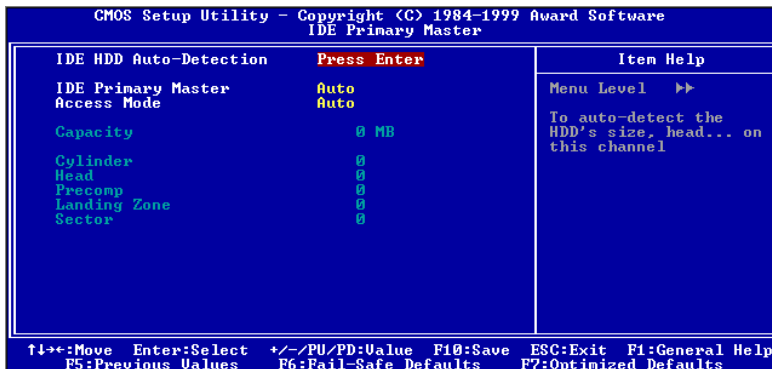 CMOS Setup Utility - Copyright (C) 1984-1999 Award Software
IDE Primary Master
IDE HDD Auto-Detection Press Enter
IDE Primary Master Auto
Access Mode Auto
Capacity 0 MB
Cylinder 0
Head 0
Precomp 0
Landing Zone 0
Sector 0
Item Help
Menu Level ▶▶
To auto-detect the
HDD's size, head... on
this channel
↑↓→←:Move Enter:Select +/-/PU/PD:Value F10:Save ESC:Exit F1:General Help
F5:Previous Values F6:Fail-Safe Defaults F7:Optimized Defaults